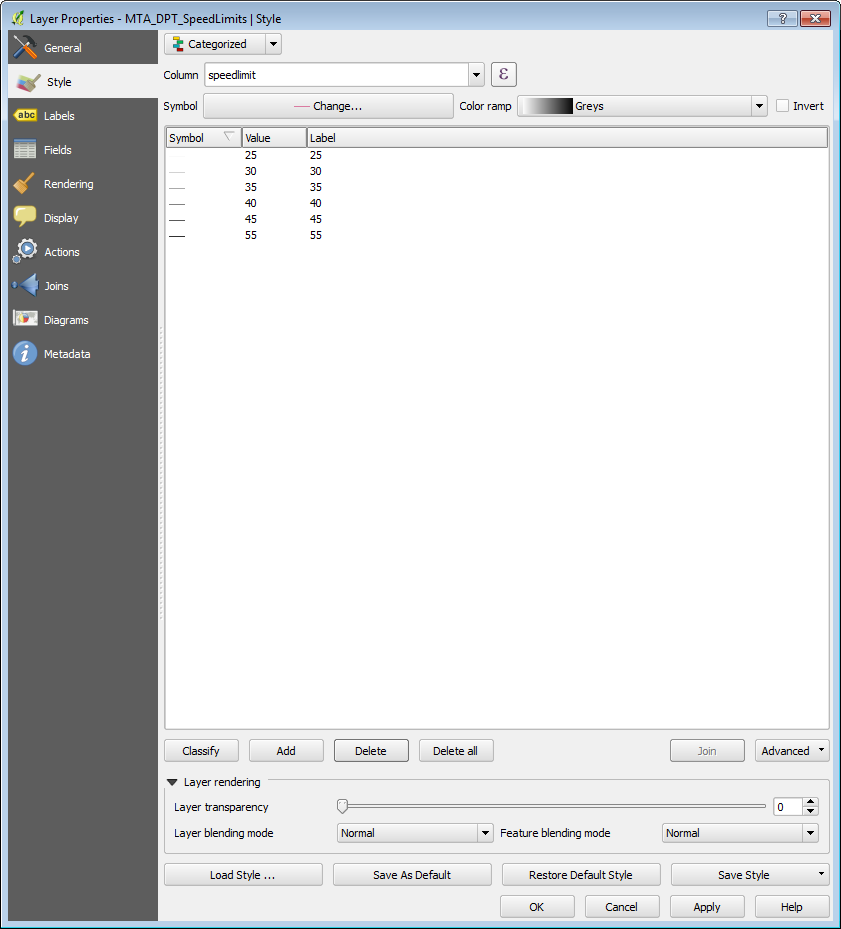 Layer Properties - MTA_DPT_SpeedLimits | Style
General
Style
Labels
Fields
Rendering
Display
Actions
Joins
Diagrams
Metadata
Categorized
Column speedlimit ε
Symbol Change... Color ramp Greys Invert
Symbol Value Label
25 25
30 30
35 35
40 40
45 45
55 55
Classify Add Delete Delete all Join Advanced
Layer rendering
Layer transparency 0
Layer blending mode Normal Feature blending mode Normal
Load Style ... Save As Default Restore Default Style Save Style
OK Cancel Apply Help